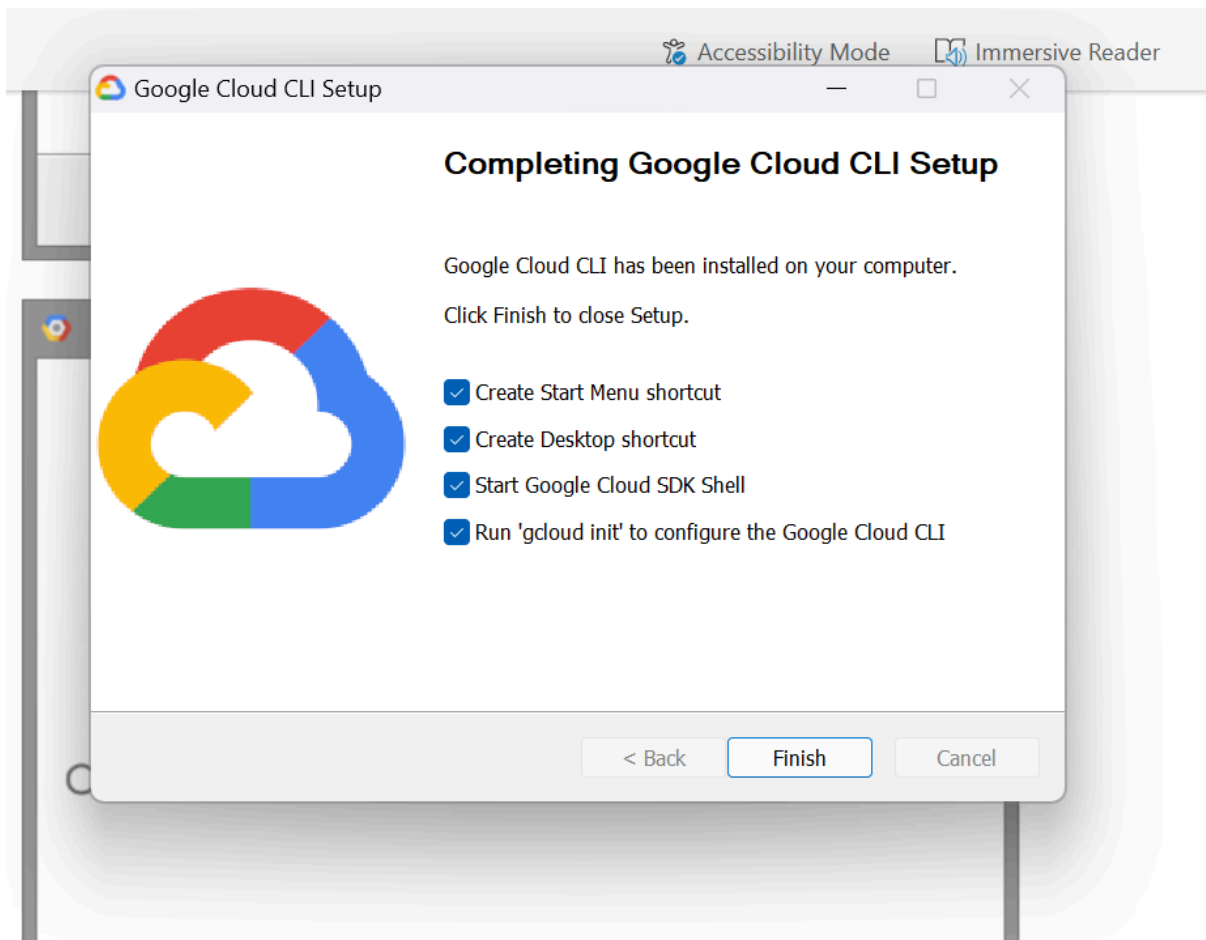 Accessibility Mode Immersive Reader
Google Cloud CLI Setup
Completing Google Cloud CLI Setup
Google Cloud CLI has been installed on your computer.
Click Finish to close Setup.
Create Start Menu shortcut
Create Desktop shortcut
Start Google Cloud SDK Shell
Run 'gcloud init' to configure the Google Cloud CLI
< Back Finish Cancel